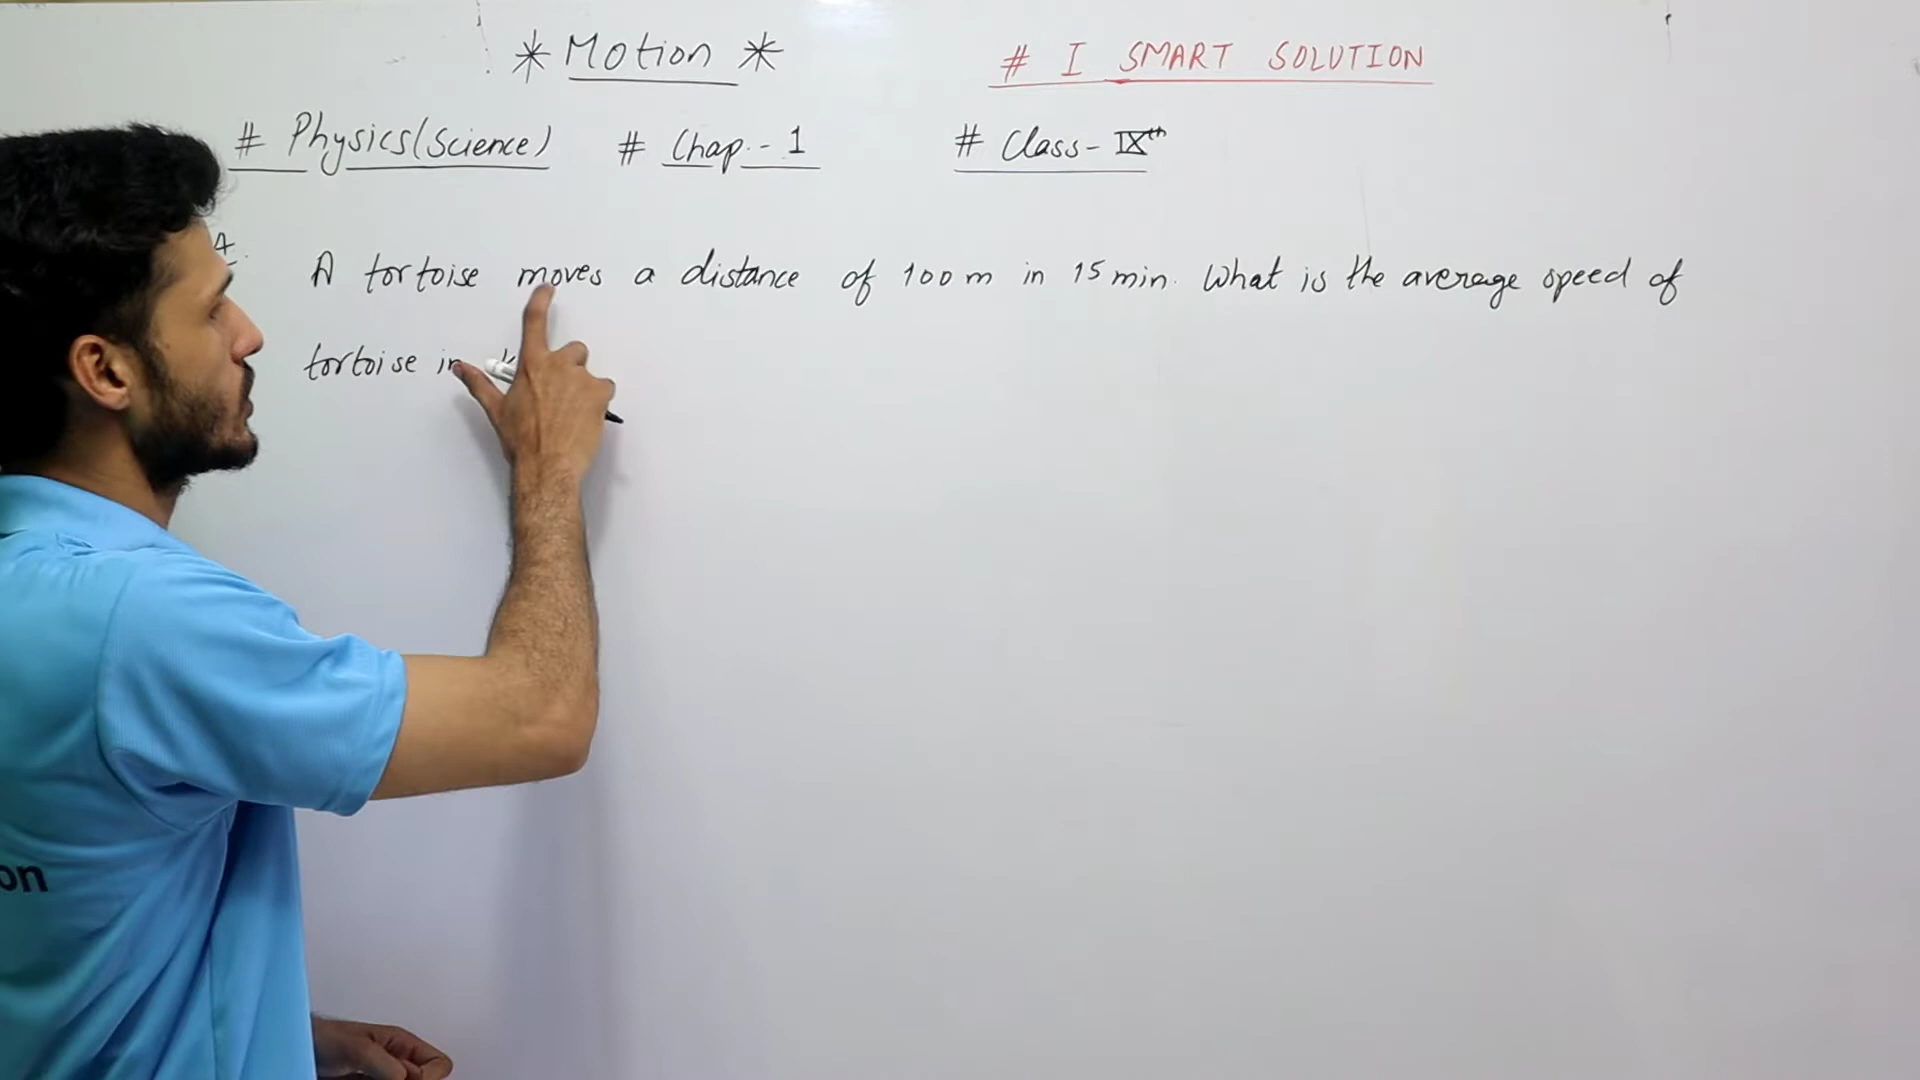 * Motion *
# I SMART SOLUTION
# Physics(Science) # Chap.- 1 # Class- IXth
4.
A tortoise moves a distance of 100 m in 15 min. What is the average speed of
tortoise in
on